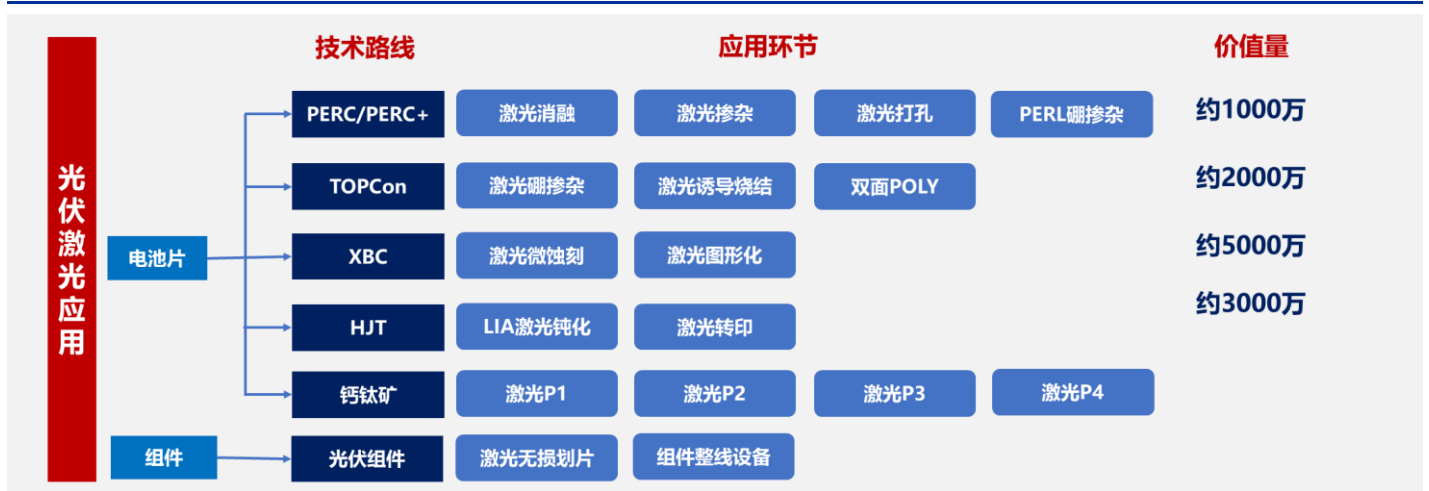 光伏激光应用
技术路线 应用环节 价值量
PERC/PERC+ 激光消融 激光掺杂 激光打孔 PERL硼掺杂 约1000万
TOPCon 激光硼掺杂 激光诱导烧结 双面POLY 约2000万
电池片
XBC 激光微蚀刻 激光图形化 约5000万
HJT LIA激光钝化 激光转印 约3000万
钙钛矿 激光P1 激光P2 激光P3 激光P4
组件 光伏组件 激光无损划片 组件整线设备